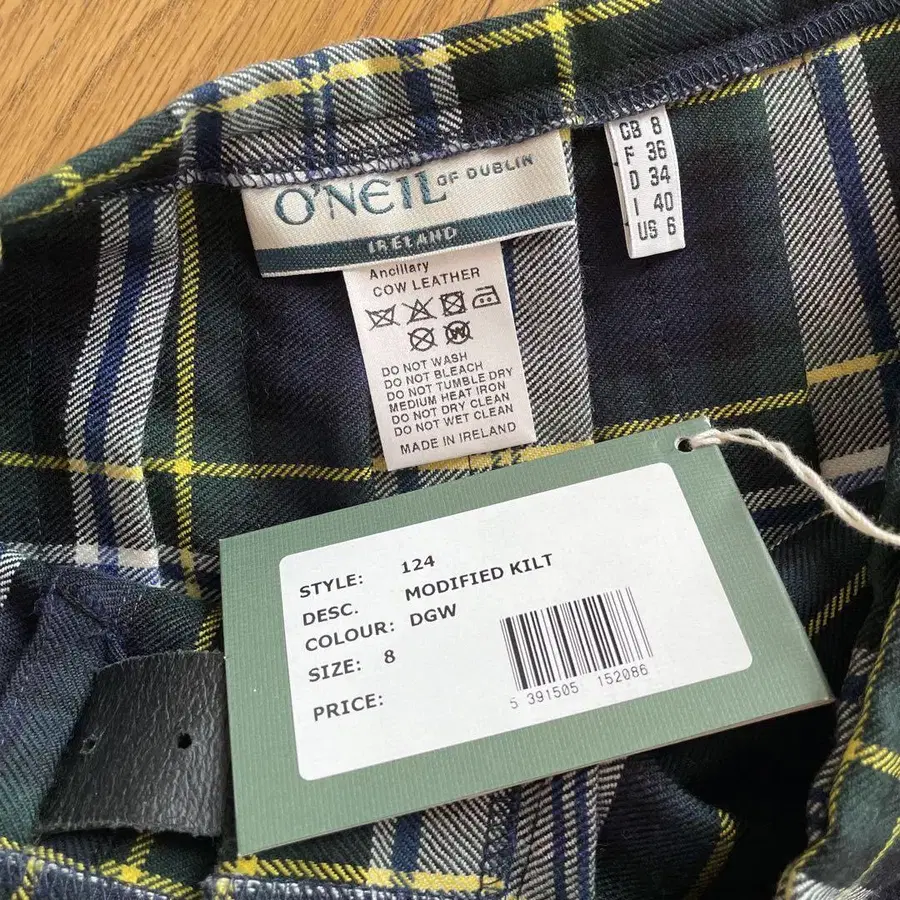 O'NEIL OF DUBLIN
IRELAND
GB 8
F 36
D 34
I 40
US 6
Ancillary
COW LEATHER
DO NOT WASH
DO NOT BLEACH
DO NOT TUMBLE DRY
MEDIUM HEAT IRON
DO NOT DRY CLEAN
DO NOT WET CLEAN
MADE IN IRELAND
STYLE: 124
DESC. MODIFIED KILT
COLOUR: DGW
SIZE: 8
PRICE:
5 391505 152086